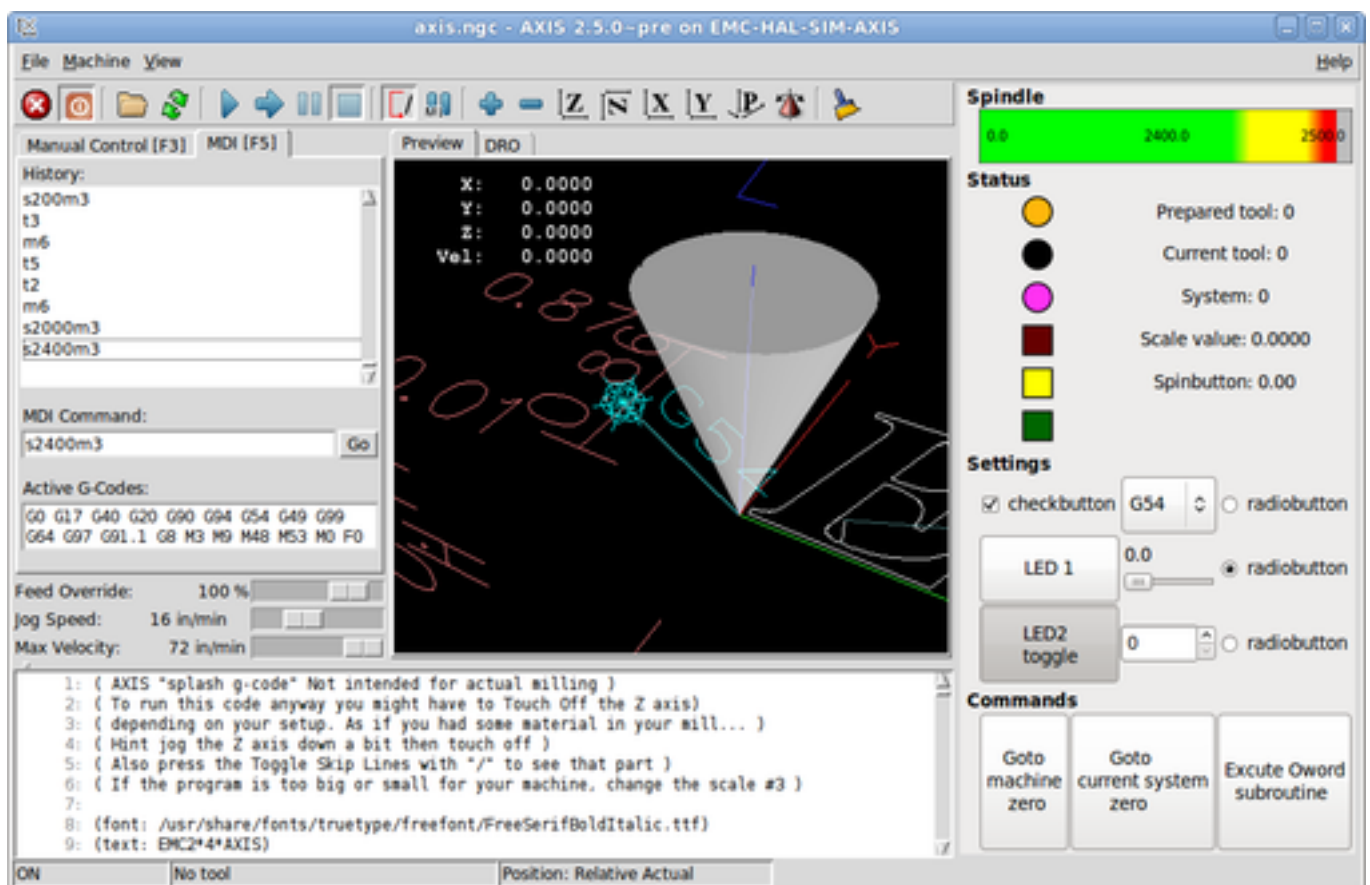 axis.ngc - AXIS 2.5.0~pre on EMC-HAL-SIM-AXIS
File Machine View Help
Manual Control [F3] MDI [F5]
History:
s200m3
t3
m6
t5
t2
m6
s2000m3
s2400m3
MDI Command:
s2400m3 Go
Active G-Codes:
G0 G17 G40 G20 G90 G94 G54 G49 G99
G64 G97 G91.1 G8 M3 M9 M48 M53 M0 F0
Feed Override: 100 %
Jog Speed: 16 in/min
Max Velocity: 72 in/min
Preview DRO
X: 0.0000
Y: 0.0000
Z: 0.0000
Vel: 0.0000
G54
Y
Spindle
0.0 2400.0 2500.0
Status
Prepared tool: 0
Current tool: 0
System: 0
Scale value: 0.0000
Spinbutton: 0.00
Settings
checkbutton G54 radiobutton
LED 1 0.0 radiobutton
LED2
toggle 0 radiobutton
Commands
Goto
machine
zero
Goto
current system
zero
Excute Oword
subroutine
1: ( AXIS "splash g-code" Not intended for actual milling )
2: ( To run this code anyway you might have to Touch Off the Z axis)
3: ( depending on your setup. As if you had some material in your mill... )
4: ( Hint jog the Z axis down a bit then touch off )
5: ( Also press the Toggle Skip Lines with "/" to see that part )
6: ( If the program is too big or small for your machine, change the scale #3 )
7:
8: (font: /usr/share/fonts/truetype/freefont/FreeSerifBoldItalic.ttf)
9: (text: EMC2*4*AXIS)
ON No tool Position: Relative Actual